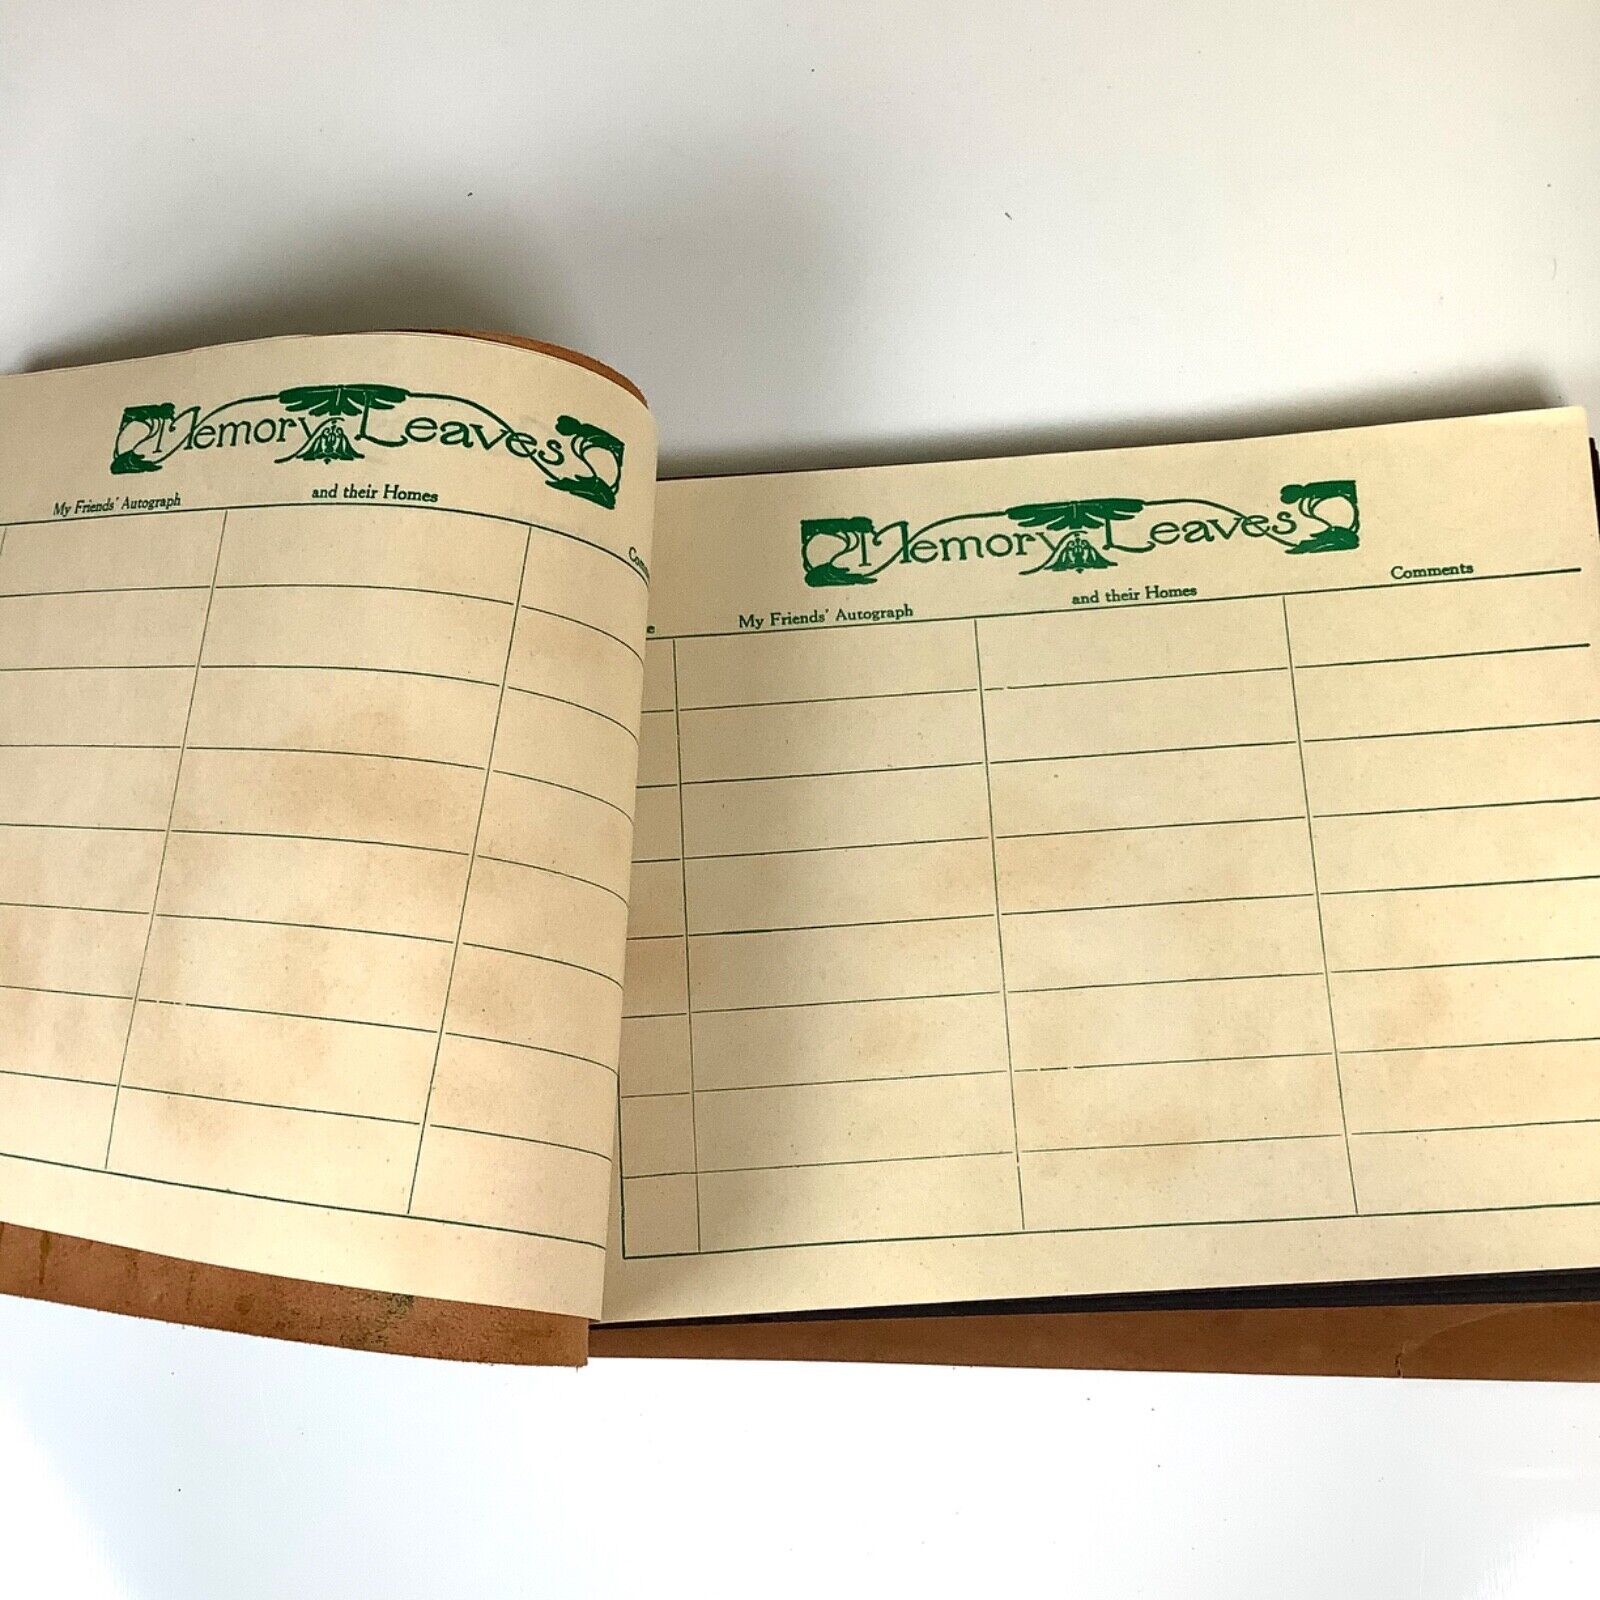 Memory Leaves
My Friends' Autograph and their Homes
Memory Leaves
My Friends' Autograph and their Homes Comments